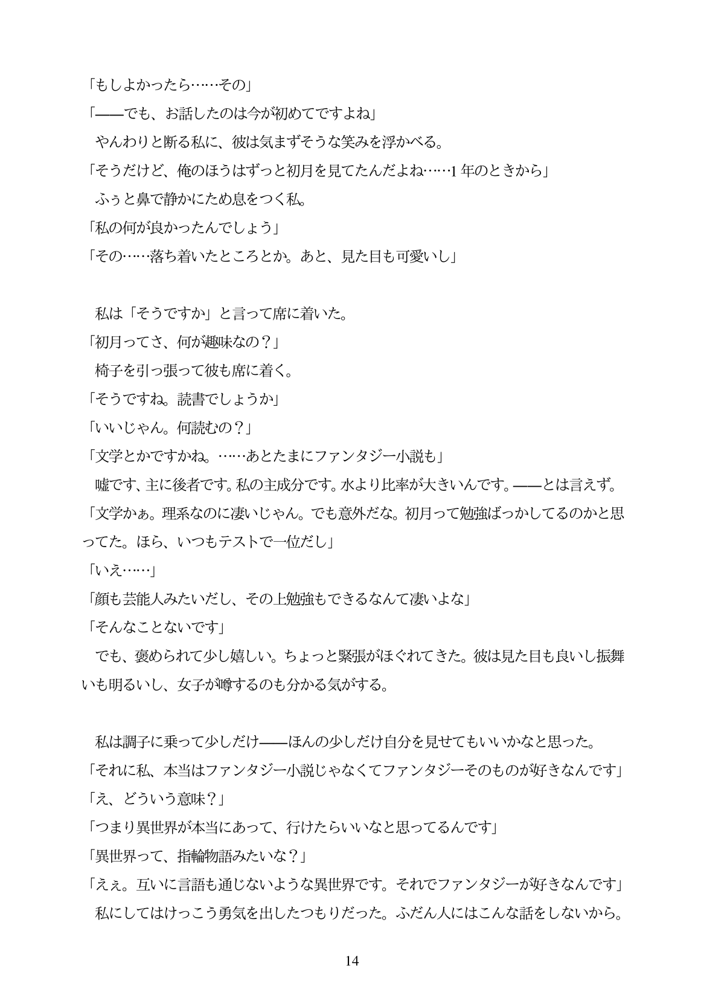 「もしよかったら……その」
「――でも、お話したのは今が初めてですよね」
　やんわりと断る私に、彼は気まずそうな笑みを浮かべる。
「そうだけど、俺のほうはずっと初月を見てたんだよね……1 年のときから」
　ふぅと鼻で静かにため息をつく私。
「私の何が良かったんでしょう」
「その……落ち着いたところとか。あと、見た目も可愛いし」
　私は「そうですか」と言って席に着いた。
「初月ってさ、何が趣味なの？」
　椅子を引っ張って彼も席に着く。
「そうですね。読書でしょうか」
「いいじゃん。何読むの？」
「文学とかですかね。……あとたまにファンタジー小説も」
　嘘です、主に後者です。私の主成分です。水より比率が大きいんです。――とは言えず。
「文学かぁ。理系なのに凄いじゃん。でも意外だな。初月って勉強ばっかしてるのかと思
ってた。ほら、いつもテストで一位だし」
「いえ……」
「顔も芸能人みたいだし、その上勉強もできるなんて凄いよな」
「そんなことないです」
　でも、褒められて少し嬉しい。ちょっと緊張がほぐれてきた。彼は見た目も良いし振舞
いも明るいし、女子が噂するのも分かる気がする。
　私は調子に乗って少しだけ――ほんの少しだけ自分を見せてもいいかなと思った。
「それに私、本当はファンタジー小説じゃなくてファンタジーそのものが好きなんです」
「え、どういう意味？」
「つまり異世界が本当にあって、行けたらいいなと思ってるんです」
「異世界って、指輪物語みたいな？」
「えぇ。互いに言語も通じないような異世界です。それでファンタジーが好きなんです」
　私にしてはけっこう勇気を出したつもりだった。ふだん人にはこんな話をしないから。
14